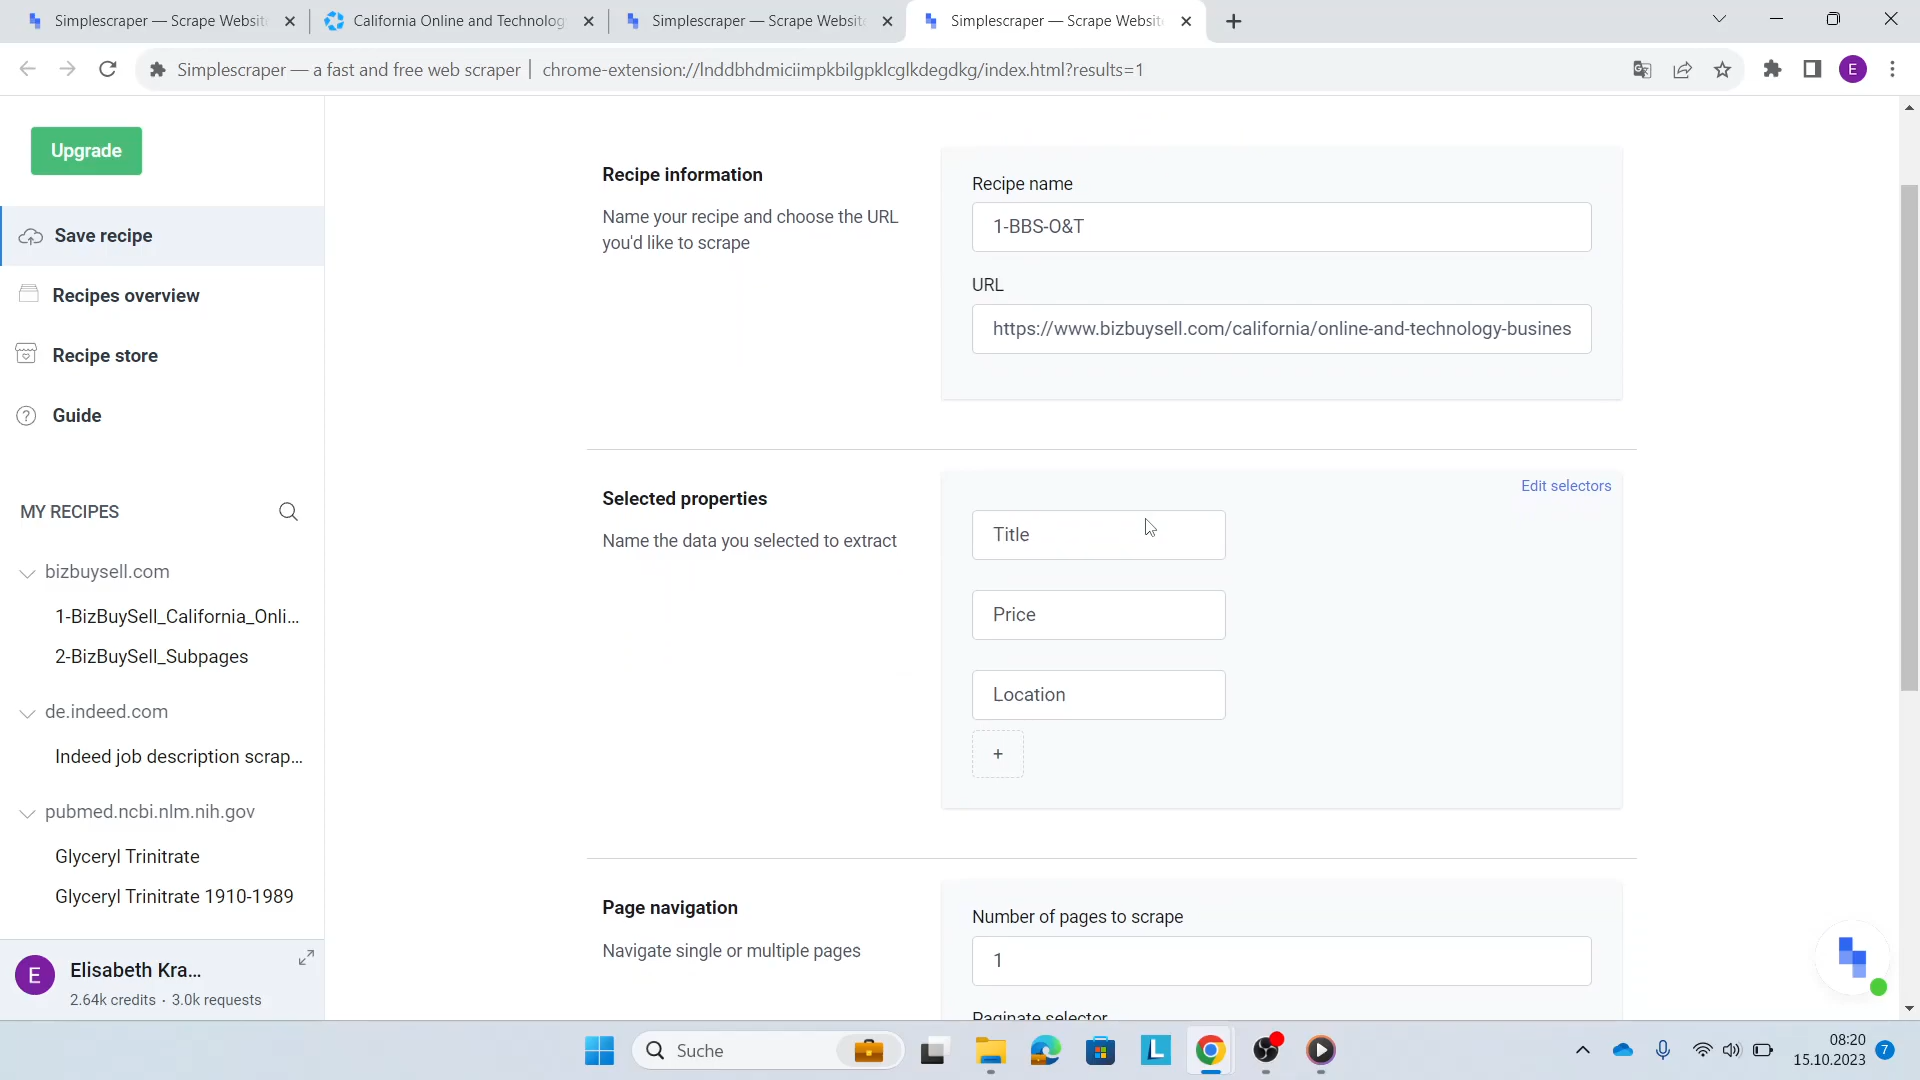 Simplescraper — Scrape Websit
California Online and Technolog
Simplescraper — Scrape Website
Simplescraper — Scrape Websit
Simplescraper — a fast and free web scraper | chrome-extension://lnddbhdmiciimpkbilgpklcglkdegdkg/index.html?results=1
E
Upgrade
Save recipe
Recipes overview
Recipe store
Guide
MY RECIPES
bizbuysell.com
1-BizBuySell_California_Onli...
2-BizBuySell_Subpages
de.indeed.com
Indeed job description scrap...
pubmed.ncbi.nlm.nih.gov
Glyceryl Trinitrate
Glyceryl Trinitrate 1910-1989
E
Elisabeth Kra...
2.64k credits · 3.0k requests
Recipe information
Name your recipe and choose the URL
you'd like to scrape
Recipe name
1-BBS-O&T
URL
https://www.bizbuysell.com/california/online-and-technology-busines
Selected properties
Name the data you selected to extract
Edit selectors
Title
Price
Location
+
Page navigation
Navigate single or multiple pages
Number of pages to scrape
1
Paginate selector
Suche
L
08:20
15.10.2023
7